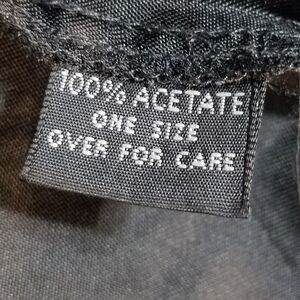 100% ACETATE
ONE SIZE
OVER FOR CARE